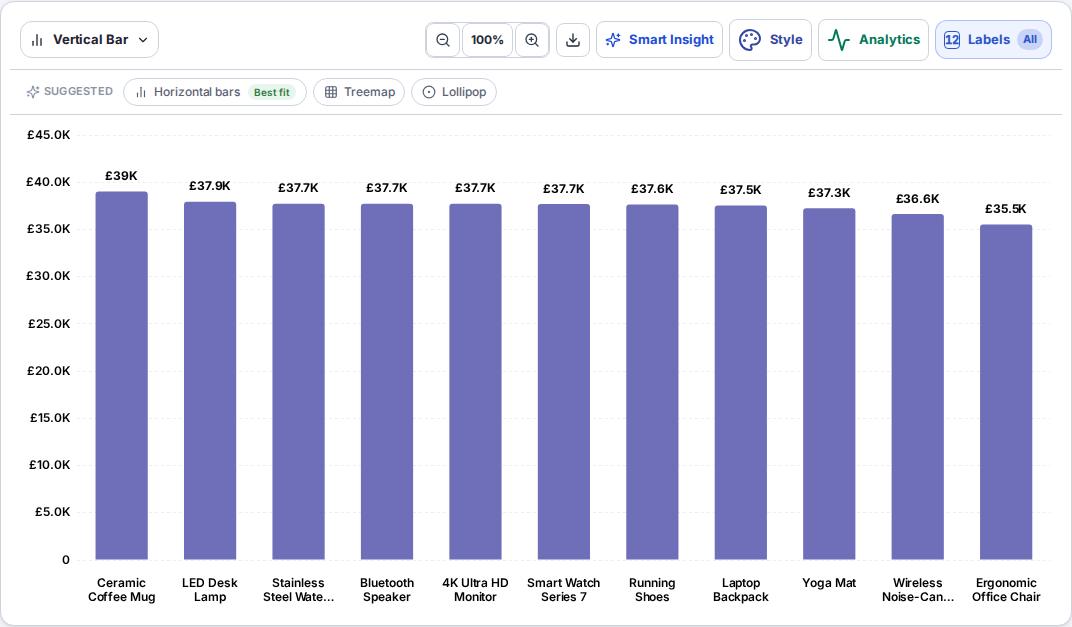 Vertical Bar
100%
Smart Insight
Style
Analytics
12 Labels All
SUGGESTED
Horizontal bars Best fit
Treemap
Lollipop
£45.0K
£40.0K
£35.0K
£30.0K
£25.0K
£20.0K
£15.0K
£10.0K
£5.0K
0
£39K
£37.9K
£37.7K
£37.7K
£37.7K
£37.7K
£37.6K
£37.5K
£37.3K
£36.6K
£35.5K
Ceramic
Coffee Mug
LED Desk
Lamp
Stainless
Steel Wate...
Bluetooth
Speaker
4K Ultra HD
Monitor
Smart Watch
Series 7
Running
Shoes
Laptop
Backpack
Yoga Mat
Wireless
Noise-Can...
Ergonomic
Office Chair